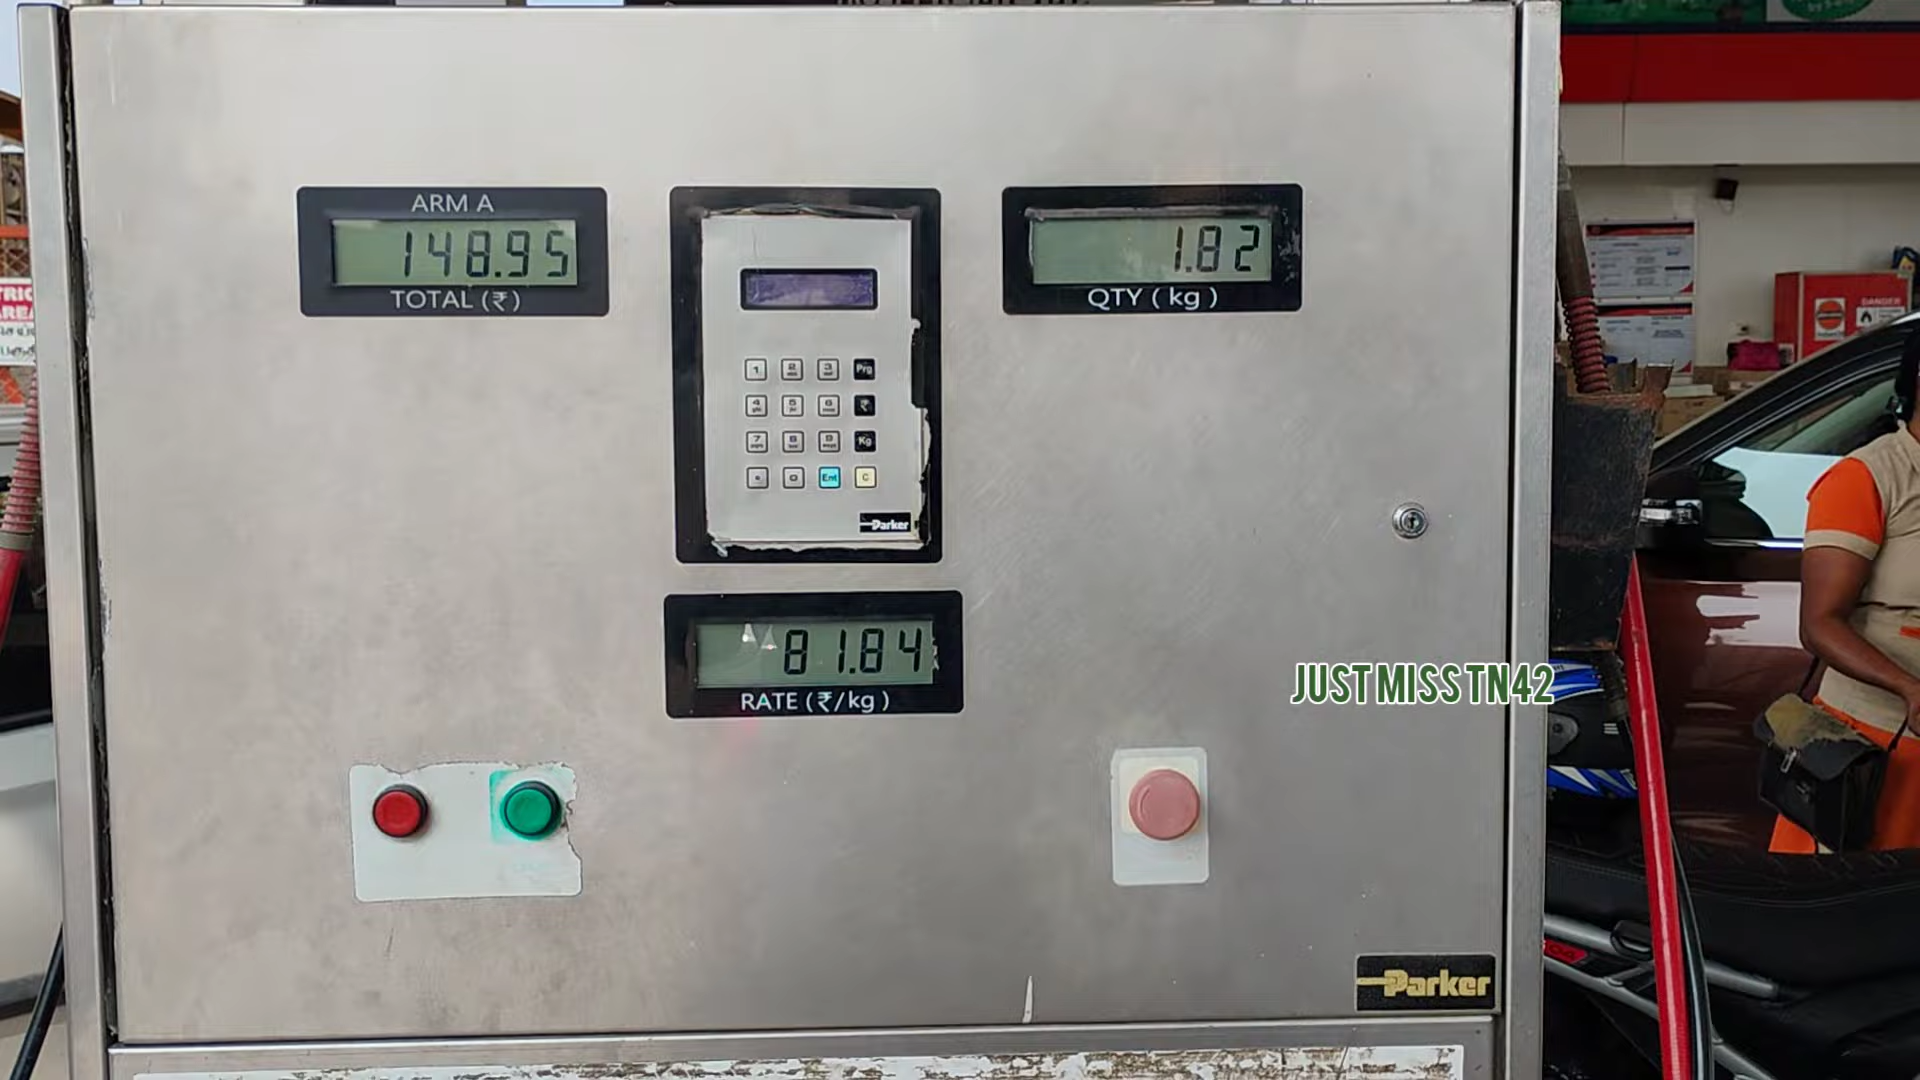 ARM A
148.95
TOTAL (₹)
1.82
QTY ( kg )
1 2 3 Prg
4 5 6 ₹
7 8 9 Kg
0 Ent C
Parker
81.84
RATE (₹/kg )
JUST MISS TN42
Parker
DANGER